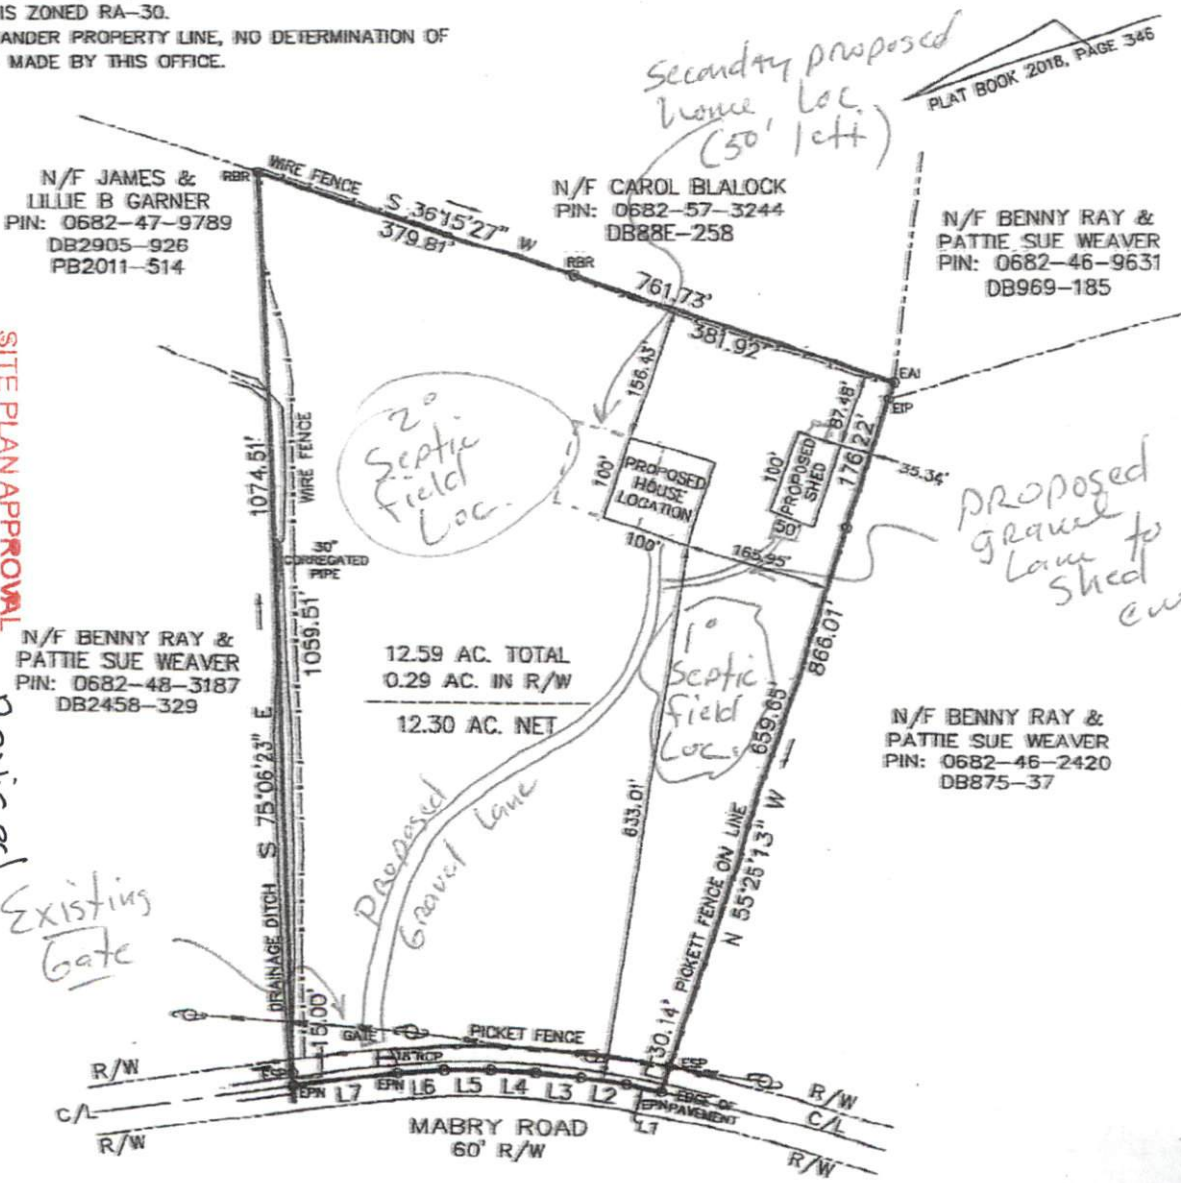 IS ZONED RA-30.
ANDER PROPERTY LINE, NO DETERMINATION OF
MADE BY THIS OFFICE.
Secondary proposed
home Loc.
(50' left)
PLAT BOOK 2018, PAGE 346
N/F JAMES &
LILLIE B GARNER
PIN: 0682-47-9789
DB2905-926
PB2011-514
RBR
WIRE FENCE
S 36°15'27" W
379.81'
N/F CAROL BLALOCK
PIN: 0682-57-3244
DB88E-258
RBR
761.73'
381.92'
N/F BENNY RAY &
PATTIE SUE WEAVER
PIN: 0682-46-9631
DB969-185
EAI
EIP
SITE PLAN APPROVAL
1074.51'
WIRE FENCE
2°
Septic
field
Loc.
156.43'
100'
PROPOSED
HOUSE
LOCATION
100'
87.48'
176.22'
100'
PROPOSED
SHED
50'
35.34'
165.95'
proposed
gravel
Lane to
Shed
30"
CORREGATED
PIPE
1059.51'
N/F BENNY RAY &
PATTIE SUE WEAVER
PIN: 0682-48-3187
DB2458-329
12.59 AC. TOTAL
0.29 AC. IN R/W
12.30 AC. NET
1°
Septic
field
Loc.
866.01'
659.65'
N/F BENNY RAY &
PATTIE SUE WEAVER
PIN: 0682-46-2420
DB875-37
S 75°06'23" E
DRAINAGE DITCH
Proposed
Gravel Lane
633.01'
N 55°25'13" W
PICKETT FENCE ON LINE
30.14'
Existing
Gate
15.00'
GATE
PICKET FENCE
18" RCP
R/W
C/L
R/W
EPN
L7
EPN
L6
L5
L4
L3
L2
EPN
L1
EDGE OF
PAVEMENT
R/W
C/L
R/W
MABRY ROAD
60' R/W